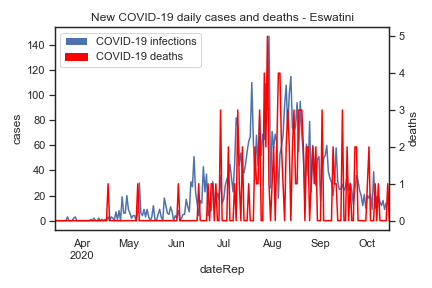 New COVID-19 daily cases and deaths - Eswatini
COVID-19 infections
COVID-19 deaths
140
120
100
80
60
40
20
0
cases
5
4
3
2
1
0
deaths
Apr
2020
May
Jun
Jul
Aug
Sep
Oct
dateRep